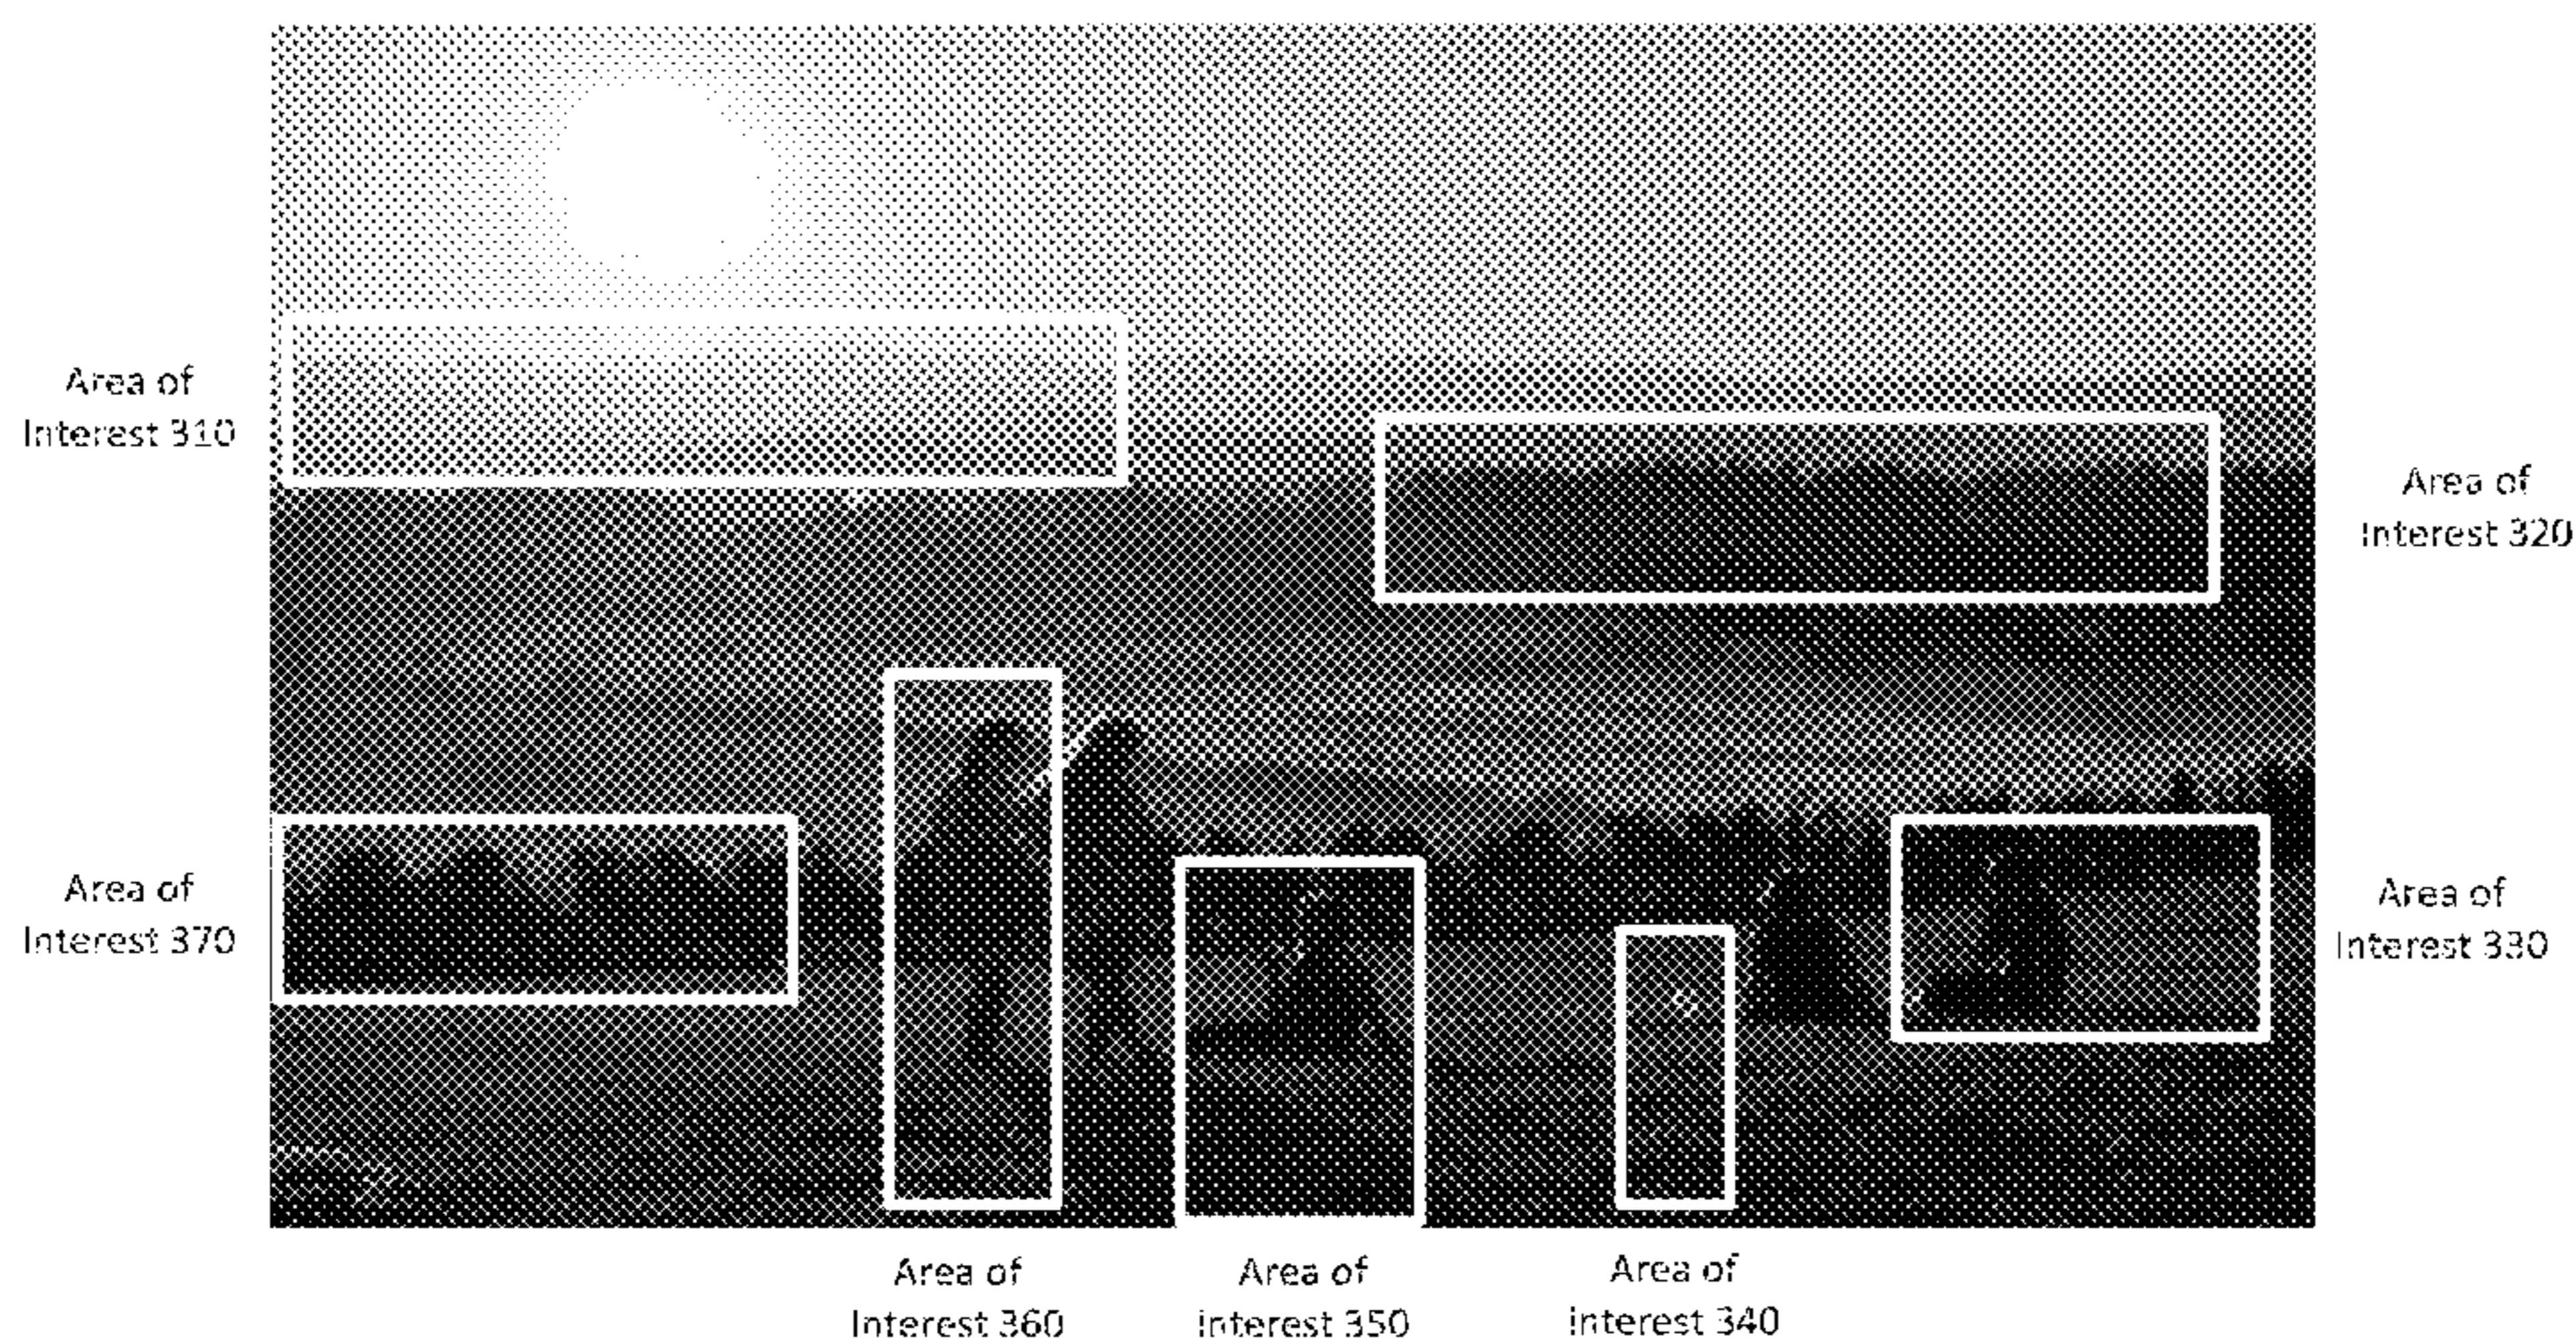 Area of
Interest 310
Area of
Interest 320
Area of
Interest 370
Area of
Interest 330
Area of
Interest 360
Area of
Interest 350
Area of
Interest 340